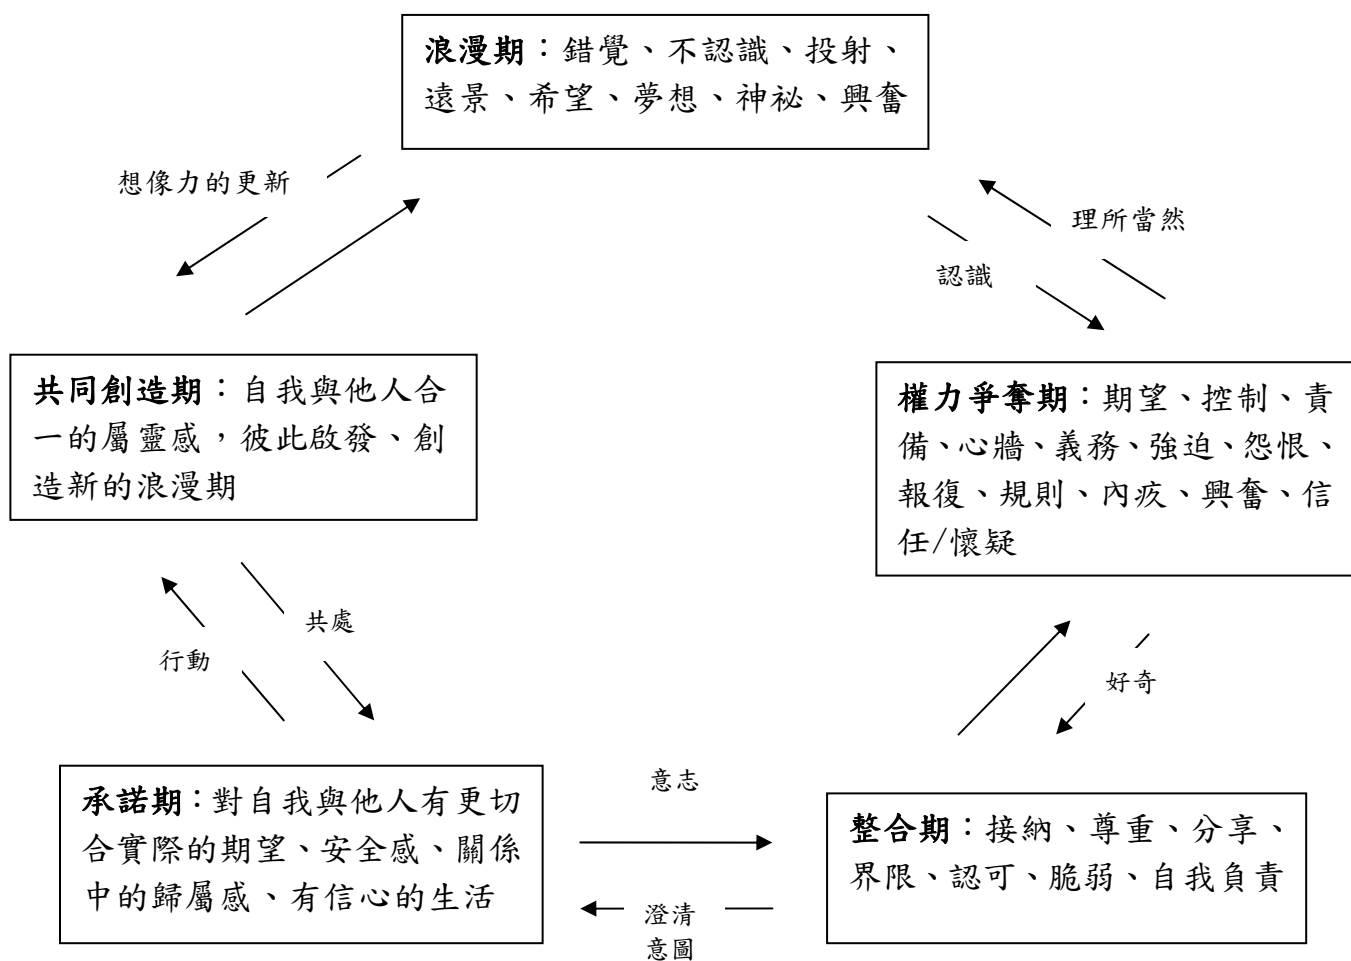 浪漫期：錯覺、不認識、投射、
遠景、希望、夢想、神祕、興奮
想像力的更新
理所當然
認識
共同創造期：自我與他人合
一的屬靈感，彼此啟發、創
造新的浪漫期
權力爭奪期：期望、控制、責
備、心牆、義務、強迫、怨恨、
報復、規則、內疚、興奮、信
任/懷疑
共處
行動
好奇
承諾期：對自我與他人有更切
合實際的期望、安全感、關係
中的歸屬感、有信心的生活
意志
澄清
意圖
整合期：接納、尊重、分享、
界限、認可、脆弱、自我負責